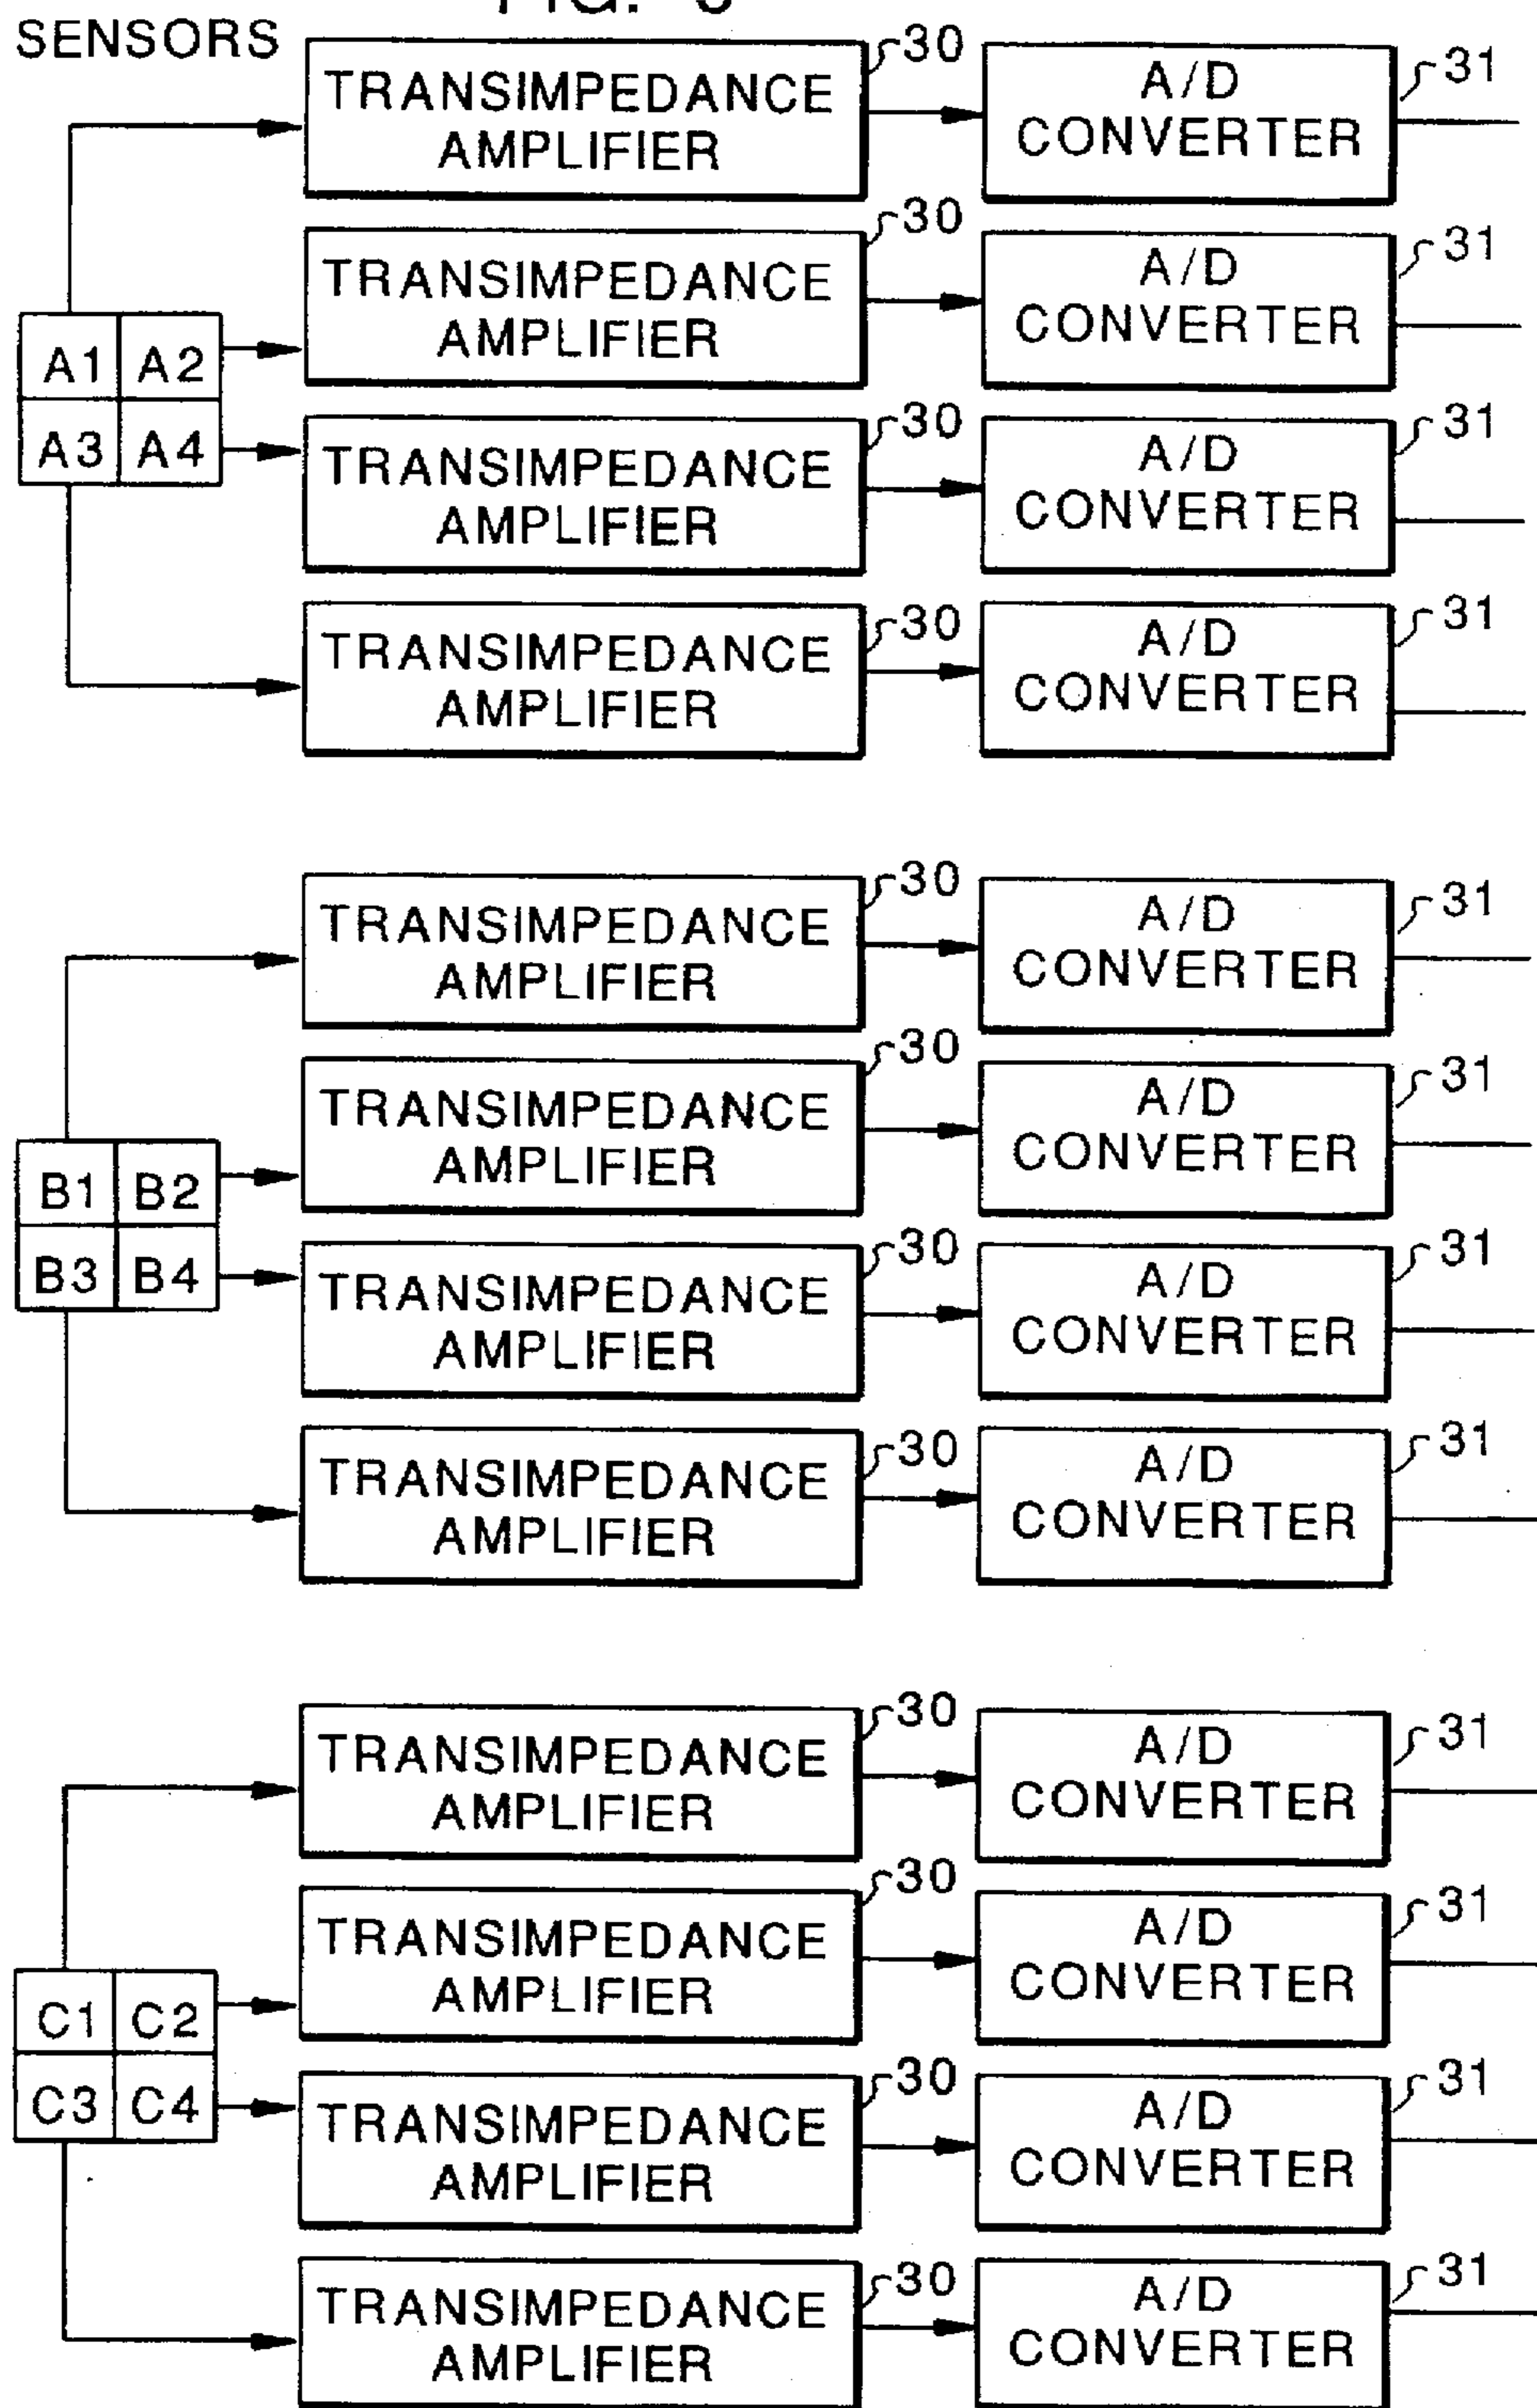 SENSORS
TRANSIMPEDANCE
AMPLIFIER
30
A/D
CONVERTER
31
TRANSIMPEDANCE
AMPLIFIER
30
A/D
CONVERTER
31
A1 A2
A3 A4
TRANSIMPEDANCE
AMPLIFIER
30
A/D
CONVERTER
31
TRANSIMPEDANCE
AMPLIFIER
30
A/D
CONVERTER
31
TRANSIMPEDANCE
AMPLIFIER
30
A/D
CONVERTER
31
TRANSIMPEDANCE
AMPLIFIER
30
A/D
CONVERTER
31
B1 B2
B3 B4
TRANSIMPEDANCE
AMPLIFIER
30
A/D
CONVERTER
31
TRANSIMPEDANCE
AMPLIFIER
30
A/D
CONVERTER
31
TRANSIMPEDANCE
AMPLIFIER
30
A/D
CONVERTER
31
TRANSIMPEDANCE
AMPLIFIER
30
A/D
CONVERTER
31
C1 C2
C3 C4
TRANSIMPEDANCE
AMPLIFIER
30
A/D
CONVERTER
31
TRANSIMPEDANCE
AMPLIFIER
30
A/D
CONVERTER
31